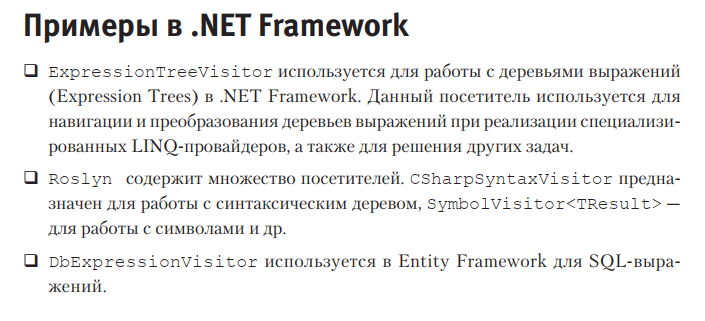 Примеры в .NET Framework
❑ ExpressionTreeVisitor используется для работы с деревьями выражений
(Expression Trees) в .NET Framework. Данный посетитель используется для
навигации и преобразования деревьев выражений при реализации специализи-
рованных LINQ-провайдеров, а также для решения других задач.
❑ Roslyn содержит множество посетителей. CSharpSyntaxVisitor предна-
значен для работы с синтаксическим деревом, SymbolVisitor<TResult> —
для работы с символами и др.
❑ DbExpressionVisitor используется в Entity Framework для SQL-выра-
жений.